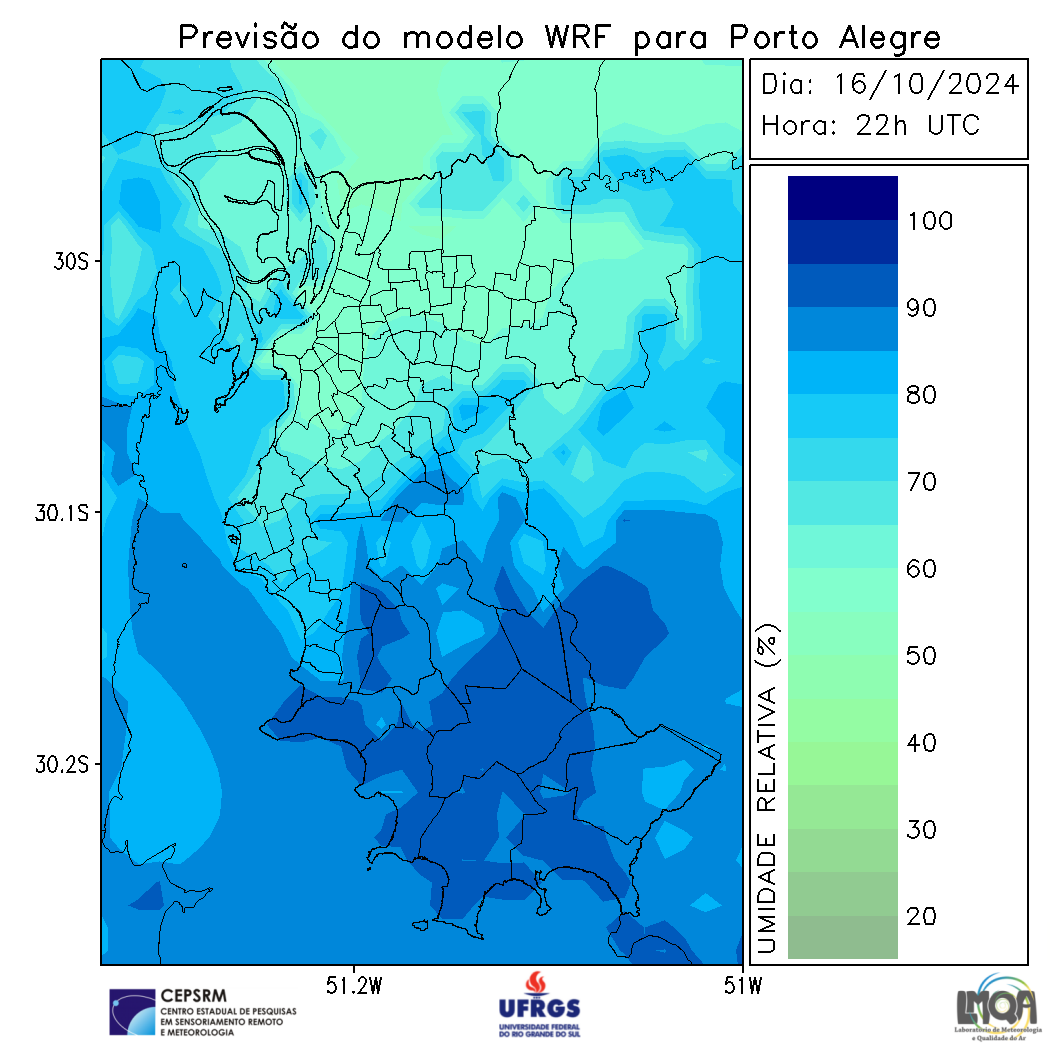 Previsão do modelo WRF para Porto Alegre
Dia: 16/10/2024
Hora: 22h UTC
100
90
80
70
60
50
40
30
20
UMIDADE RELATIVA (%)
30S
30.1S
30.2S
51.2W
51W
CEPSRM
CENTRO ESTADUAL DE PESQUISAS
EM SENSORIAMENTO REMOTO
E METEOROLOGIA
UFRGS
UNIVERSIDADE FEDERAL
DO RIO GRANDE DO SUL
LMQA
Laboratório de Meteorologia
e Qualidade do Ar